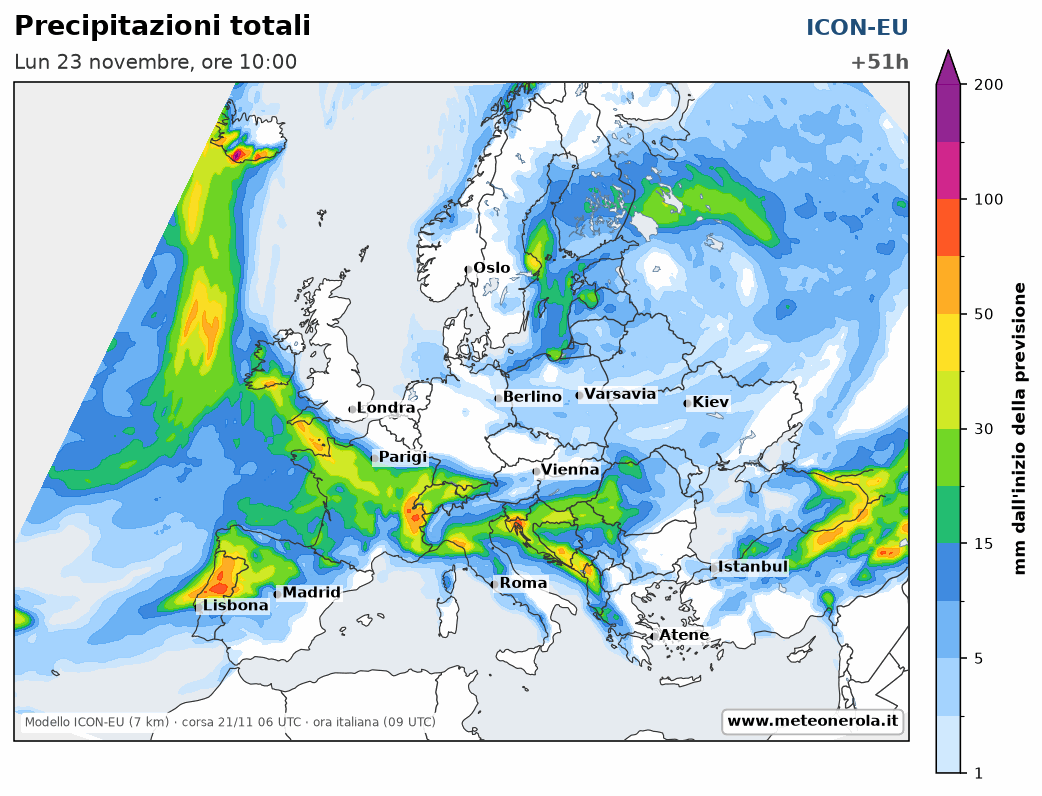 Precipitazioni totali
ICON-EU
Lun 23 novembre, ore 10:00
+51h
200
100
50
30
15
5
1
mm dall'inizio della previsione
Oslo
Londra
Berlino
Varsavia
Kiev
Parigi
Vienna
Istanbul
Roma
Madrid
Lisbona
Atene
Modello ICON-EU (7 km) · corsa 21/11 06 UTC · ora italiana (09 UTC)
www.meteonerola.it